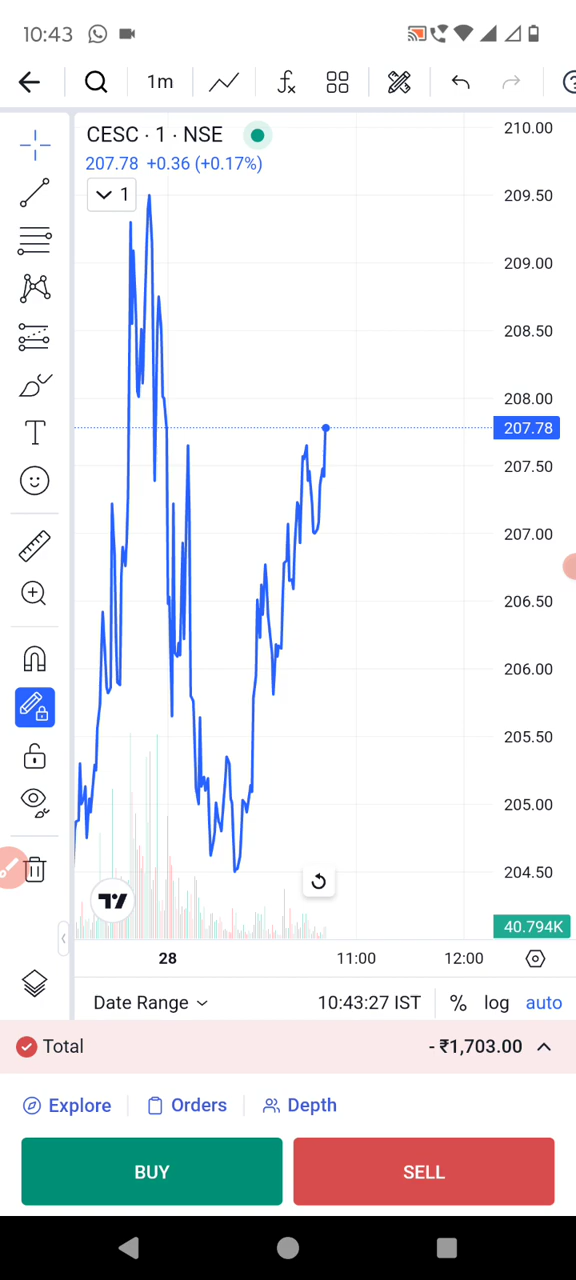 10:43
1m
CESC · 1 · NSE
207.78 +0.36 (+0.17%)
1
210.00
209.50
209.00
208.50
208.00
207.78
207.50
207.00
206.50
206.00
205.50
205.00
204.50
40.794K
28 11:00 12:00
Date Range 10:43:27 IST % log auto
Total - ₹1,703.00
Explore Orders Depth
BUY SELL